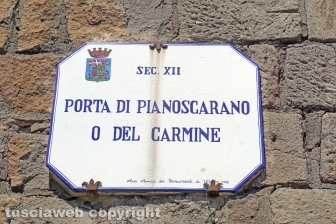 SEC. XII
PORTA DI PIANOSCARANO
O DEL CARMINE
tusciaweb copyright